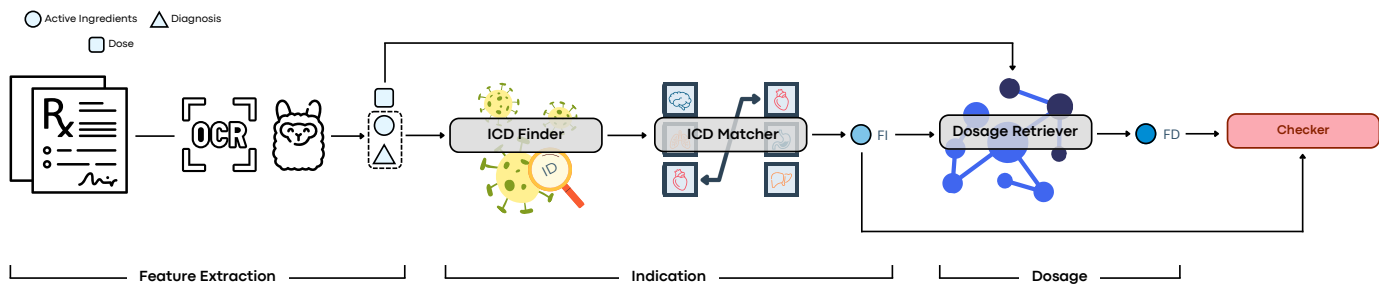 Active Ingredients
Diagnosis
Dose
Rx
OCR
ICD Finder
ID
ICD Matcher
FI
Dosage Retriever
FD
Checker
Feature Extraction
Indication
Dosage